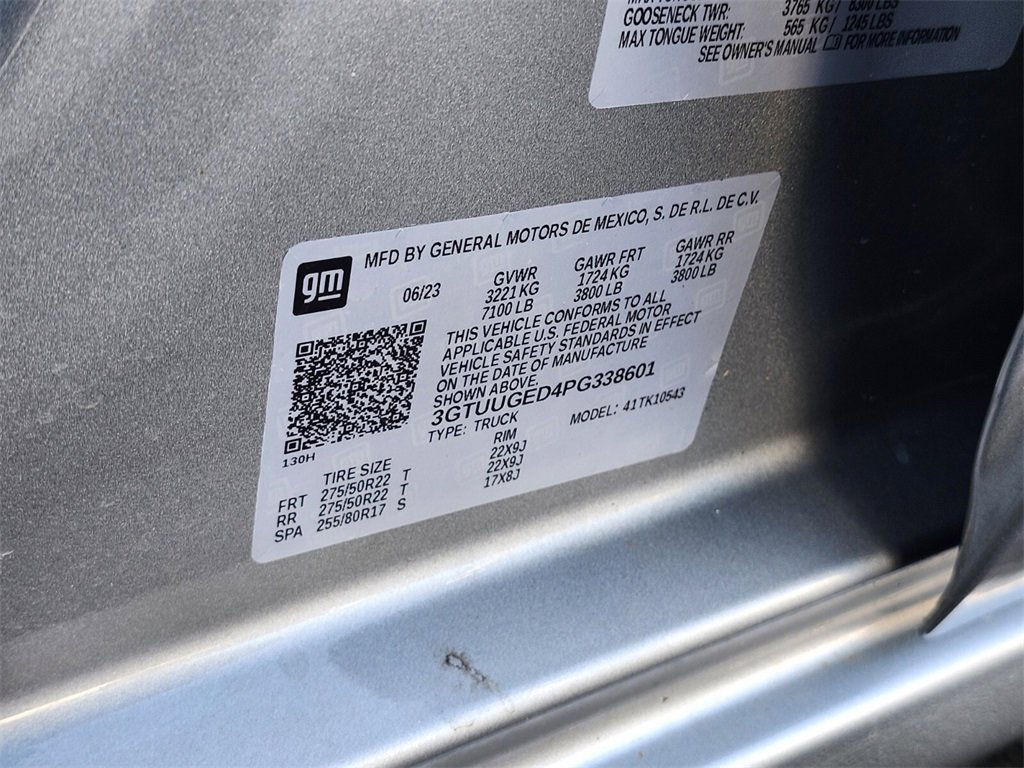 GOOSENECK TWR: 3765 KG / 8300 LBS
MAX TONGUE WEIGHT: 565 KG / 1245 LBS
SEE OWNER'S MANUAL FOR MORE INFORMATION
MFD BY GENERAL MOTORS DE MEXICO, S. DE R.L. DE C.V.
gm
06/23
GVWR GAWR FRT GAWR RR
3221 KG 1724 KG 1724 KG
7100 LB 3800 LB 3800 LB
THIS VEHICLE CONFORMS TO ALL
APPLICABLE U.S. FEDERAL MOTOR
VEHICLE SAFETY STANDARDS IN EFFECT
ON THE DATE OF MANUFACTURE
SHOWN ABOVE.
3GTUUGED4PG338601
TYPE: TRUCK MODEL: 41TK10543
130H
TIRE SIZE RIM
FRT 275/50R22 T 22X9J
RR 275/50R22 T 22X9J
SPA 255/80R17 S 17X8J